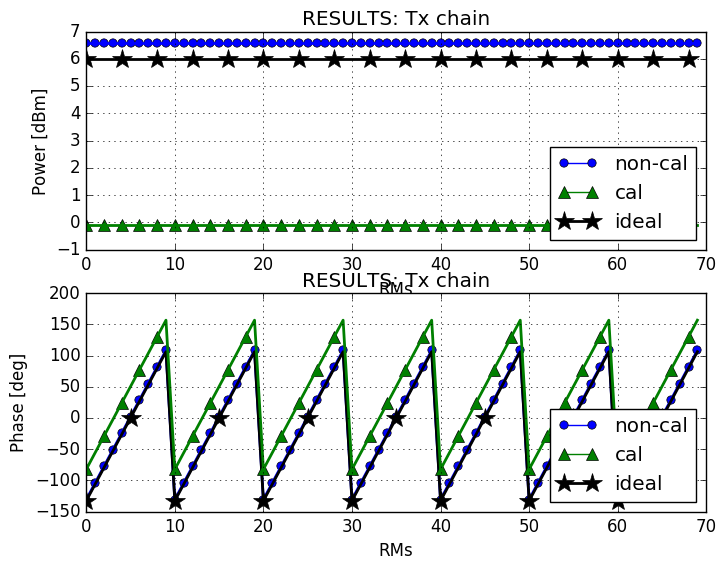 RESULTS: Tx chain
Power [dBm]
7
6
5
4
3
2
1
0
−1
non-cal
cal
ideal
0 10 20 30 40 50 60 70
RMs
RESULTS: Tx chain
Phase [deg]
200
150
100
50
0
−50
−100
−150
non-cal
cal
ideal
0 10 20 30 40 50 60 70
RMs